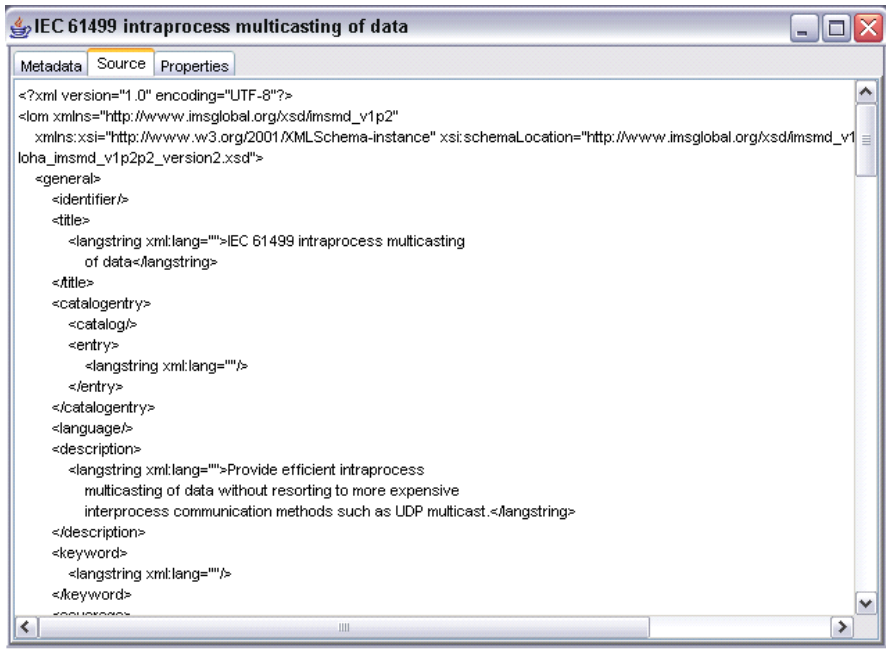 IEC 61499 intraprocess multicasting of data
Metadata Source Properties
<?xml version="1.0" encoding="UTF-8"?>
<lom xmlns="http://www.imsglobal.org/xsd/imsmd_v1p2"
xmlns:xsi="http://www.w3.org/2001/XMLSchema-instance" xsi:schemaLocation="http://www.imsglobal.org/xsd/imsmd_v1
loha_imsmd_v1p2p2_version2.xsd">
<general>
<identifier/>
<title>
<langstring xml:lang="">IEC 61499 intraprocess multicasting
of data</langstring>
</title>
<catalogentry>
<catalog/>
<entry>
<langstring xml:lang=""/>
</entry>
</catalogentry>
<language/>
<description>
<langstring xml:lang="">Provide efficient intraprocess
multicasting of data without resorting to more expensive
interprocess communication methods such as UDP multicast.</langstring>
</description>
<keyword>
<langstring xml:lang=""/>
</keyword>
<coverage>